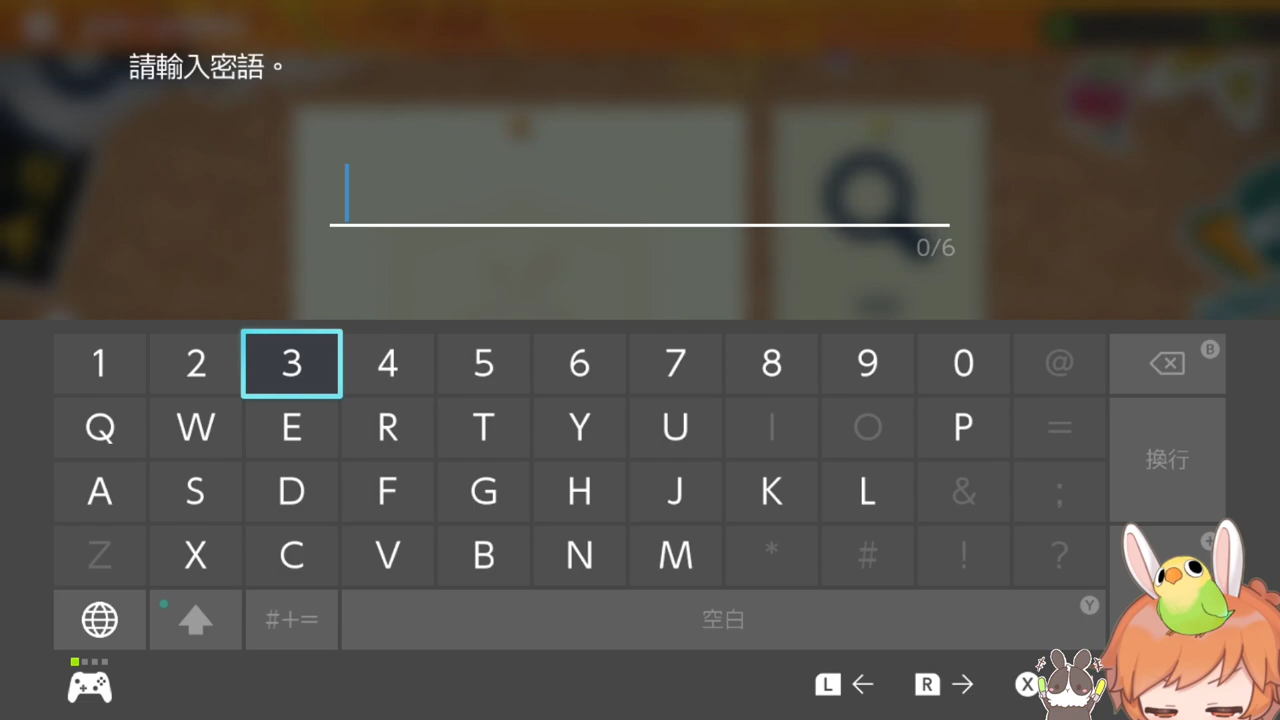 請輸入密語。
0/6
1 2 3 4 5 6 7 8 9 0 @ B
Q W E R T Y U I O P =
換行
A S D F G H J K L & ;
Z X C V B N M * # ! ? +
#+= 空白 Y
L ← R → X